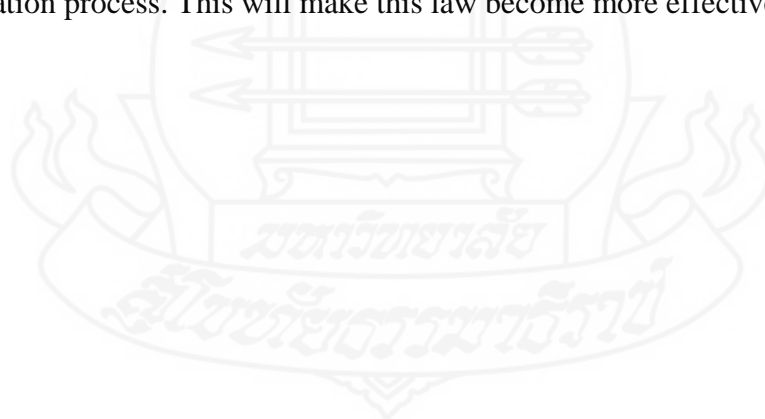 ation process. This will make this law become more effective
มหาวิทยาลัย
สุโขทัยธรรมาธิราช